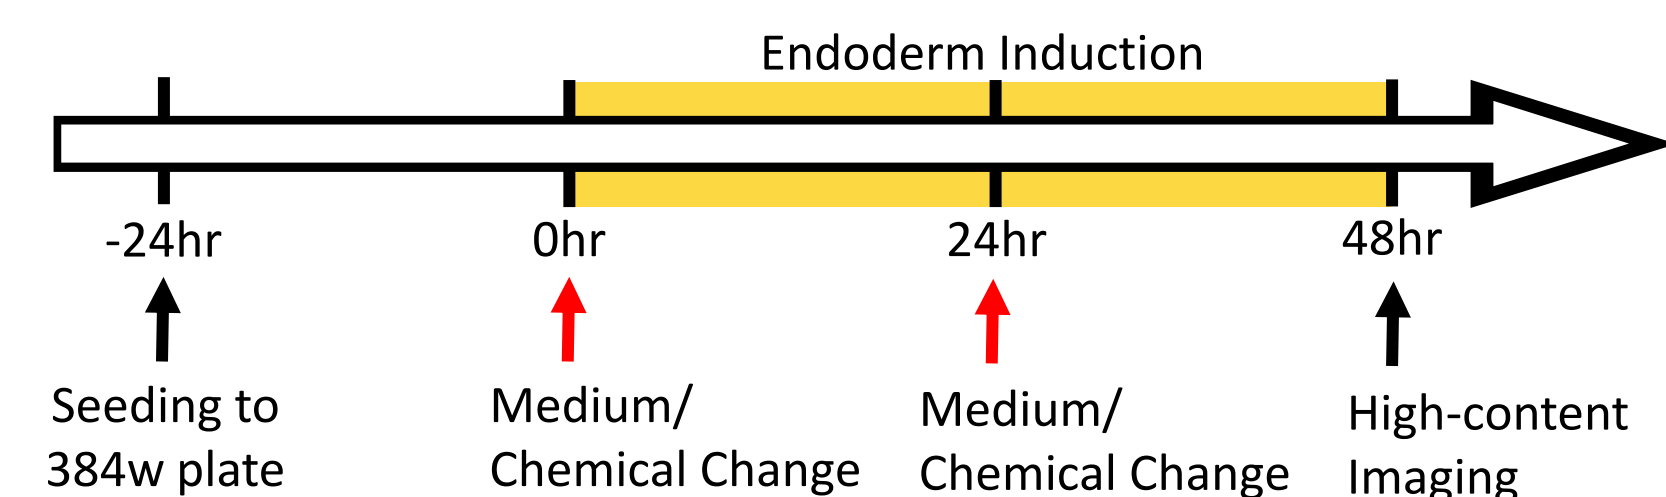 Endoderm Induction
-24hr
0hr
24hr
48hr
Seeding to
384w plate
Medium/
Chemical Change
Medium/
Chemical Change
High-content
Imaging